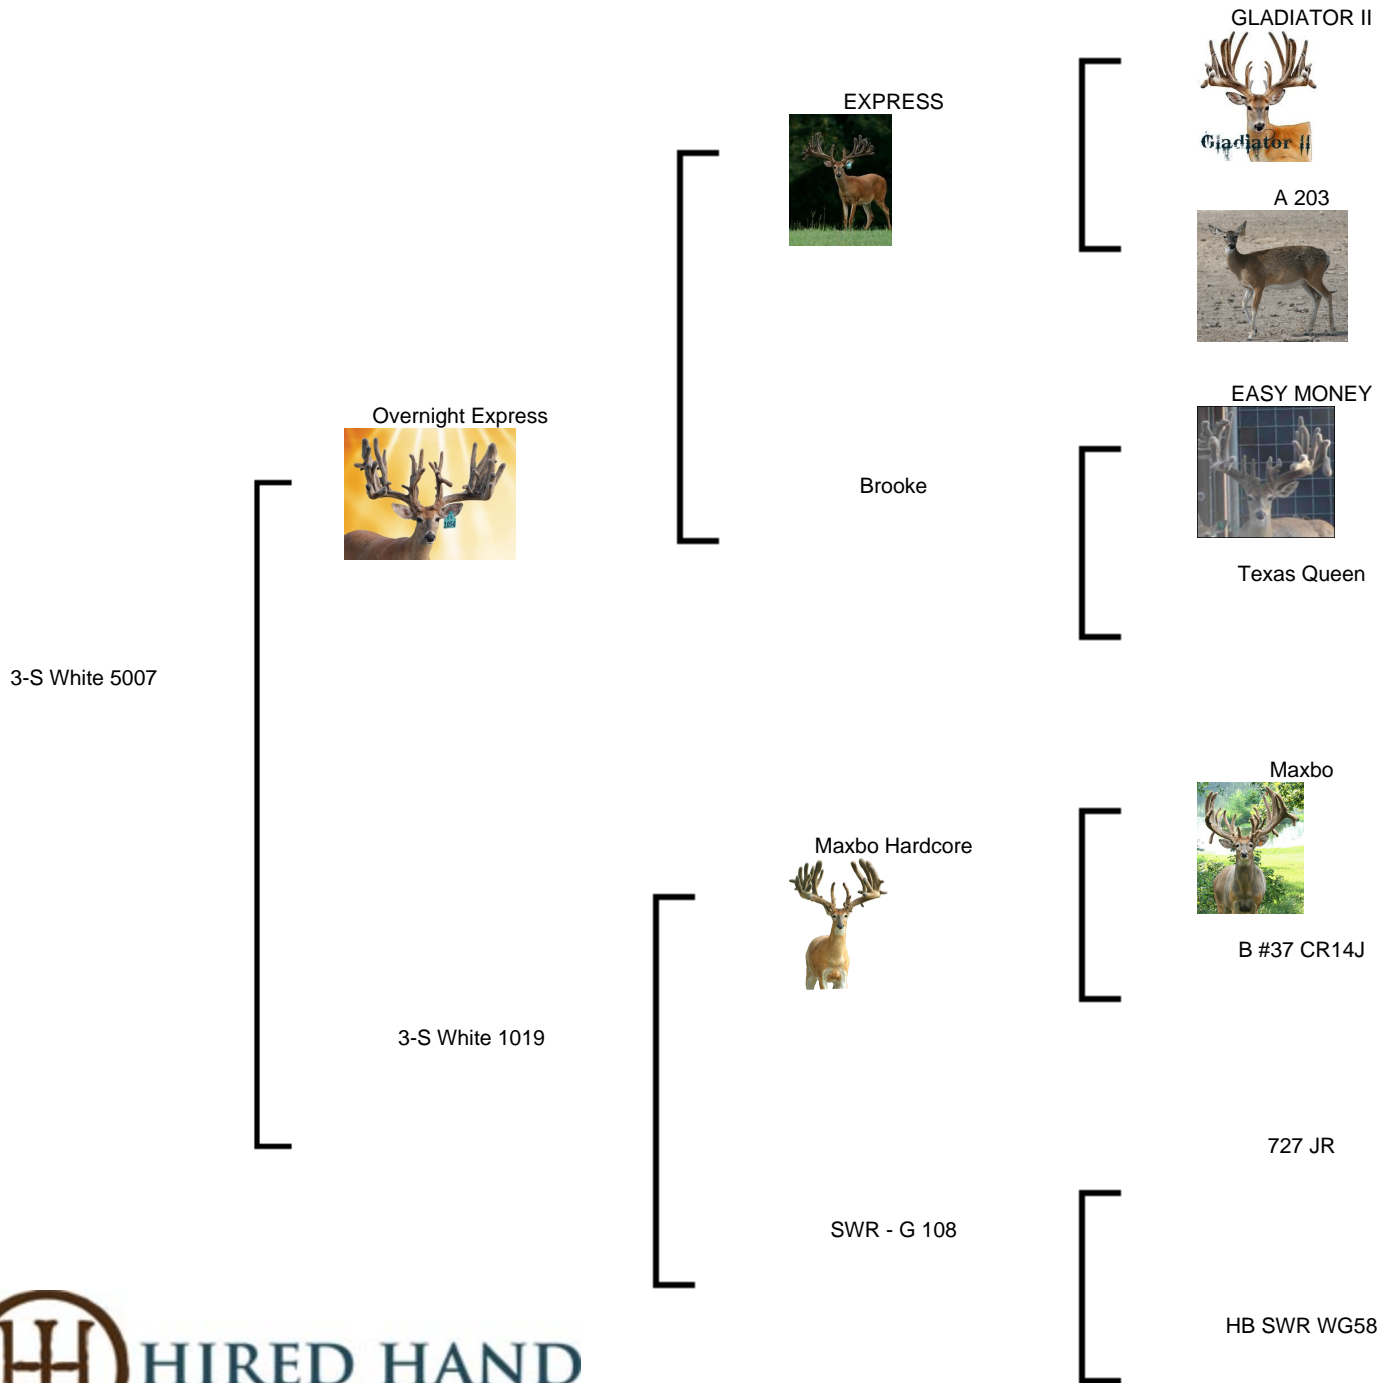 GLADIATOR II
Gladiator II
EXPRESS
A 203
EASY MONEY
Overnight Express
Brooke
Texas Queen
3-S White 5007
Maxbo
Maxbo Hardcore
B #37 CR14J
3-S White 1019
727 JR
SWR - G 108
HB SWR WG58
HIRED HAND